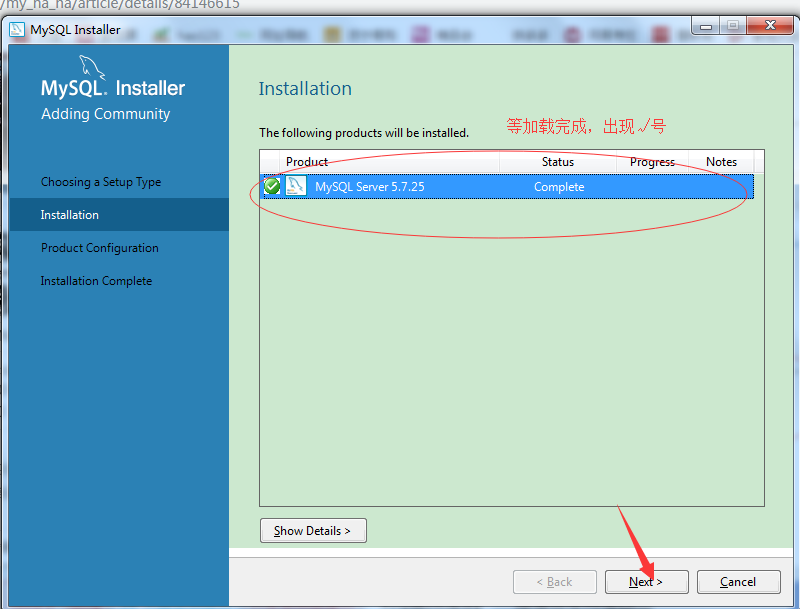 /my_ha_ha/article/details/84146615
MySQL Installer
MySQL. Installer
Adding Community
Choosing a Setup Type
Installation
Product Configuration
Installation Complete
Installation
The following products will be installed.
等加载完成，出现√号
Product Status Progress Notes
MySQL Server 5.7.25 Complete
Show Details >
< Back Next > Cancel